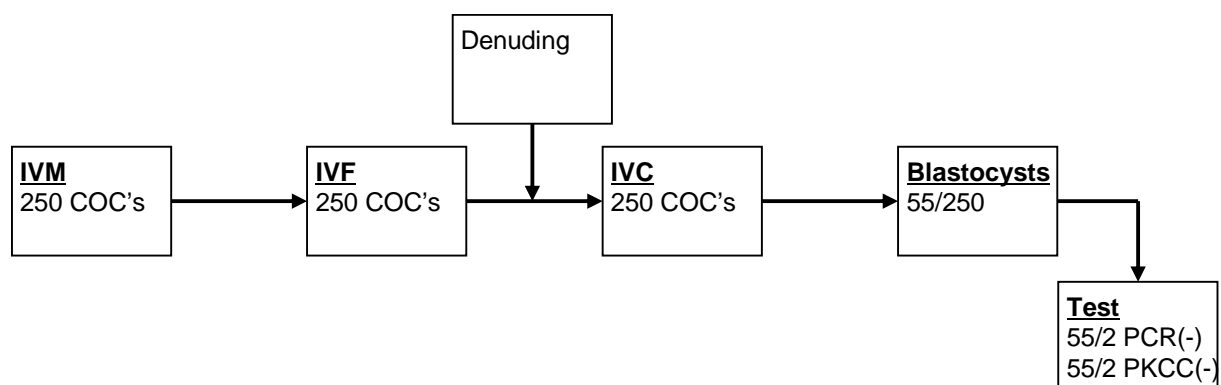 Denuding
IVM
250 COC's
IVF
250 COC's
IVC
250 COC's
Blastocysts
55/250
Test
55/2 PCR(-)
55/2 PKCC(-)